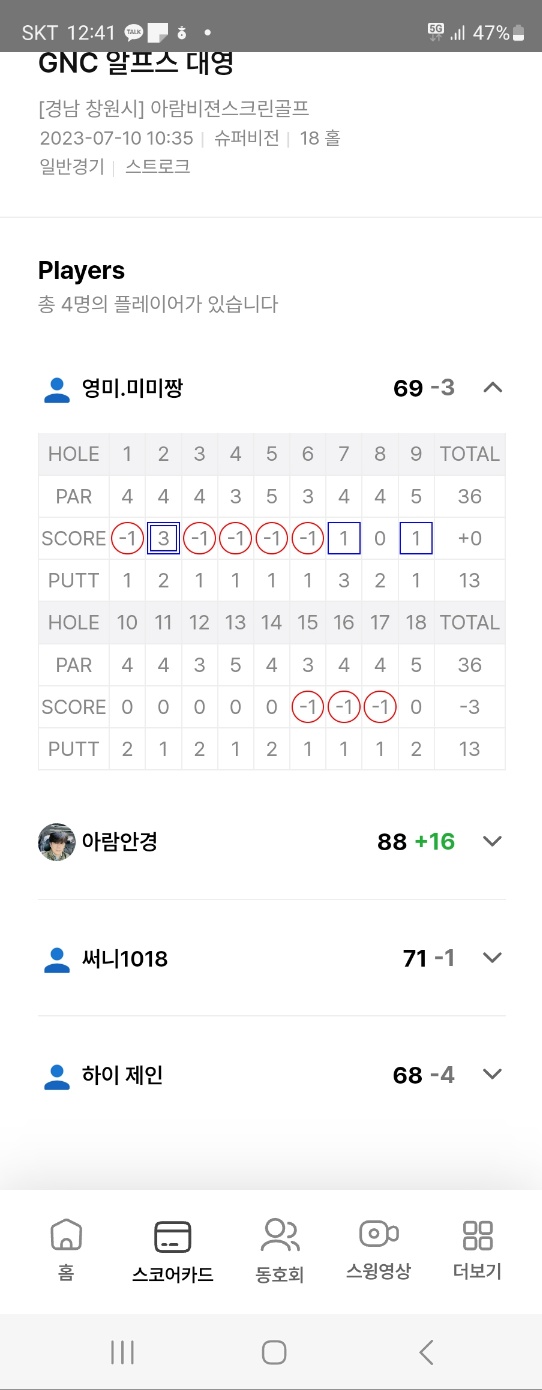 SKT 12:41 TALK 5G 47%
GNC 알프스 대영
[경남 창원시] 아람비젼스크린골프
2023-07-10 10:35 | 슈퍼비전 | 18 홀
일반경기 | 스트로크
Players
총 4명의 플레이어가 있습니다
영미.미미짱 69 -3
HOLE 1 2 3 4 5 6 7 8 9 TOTAL
PAR 4 4 4 3 5 3 4 4 5 36
SCORE -1 3 -1 -1 -1 -1 1 0 1 +0
PUTT 1 2 1 1 1 1 3 2 1 13
HOLE 10 11 12 13 14 15 16 17 18 TOTAL
PAR 4 4 3 5 4 3 4 4 5 36
SCORE 0 0 0 0 0 -1 -1 -1 0 -3
PUTT 2 1 2 1 2 1 1 1 2 13
아람안경 88 +16
써니1018 71 -1
하이 제인 68 -4
홈 스코어카드 동호회 스윙영상 더보기